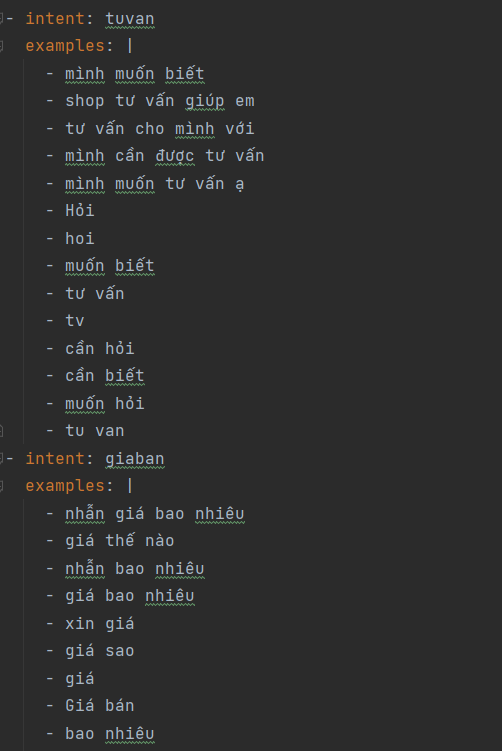 - intent: tuvan
examples: |
- mình muốn biết
- shop tư vấn giúp em
- tư vấn cho mình với
- mình cần được tư vấn
- mình muốn tư vấn ạ
- Hỏi
- hoi
- muốn biết
- tư vấn
- tv
- cần hỏi
- cần biết
- muốn hỏi
- tu van
- intent: giaban
examples: |
- nhẫn giá bao nhiêu
- giá thế nào
- nhẫn bao nhiêu
- giá bao nhiêu
- xin giá
- giá sao
- giá
- Giá bán
- bao nhiêu